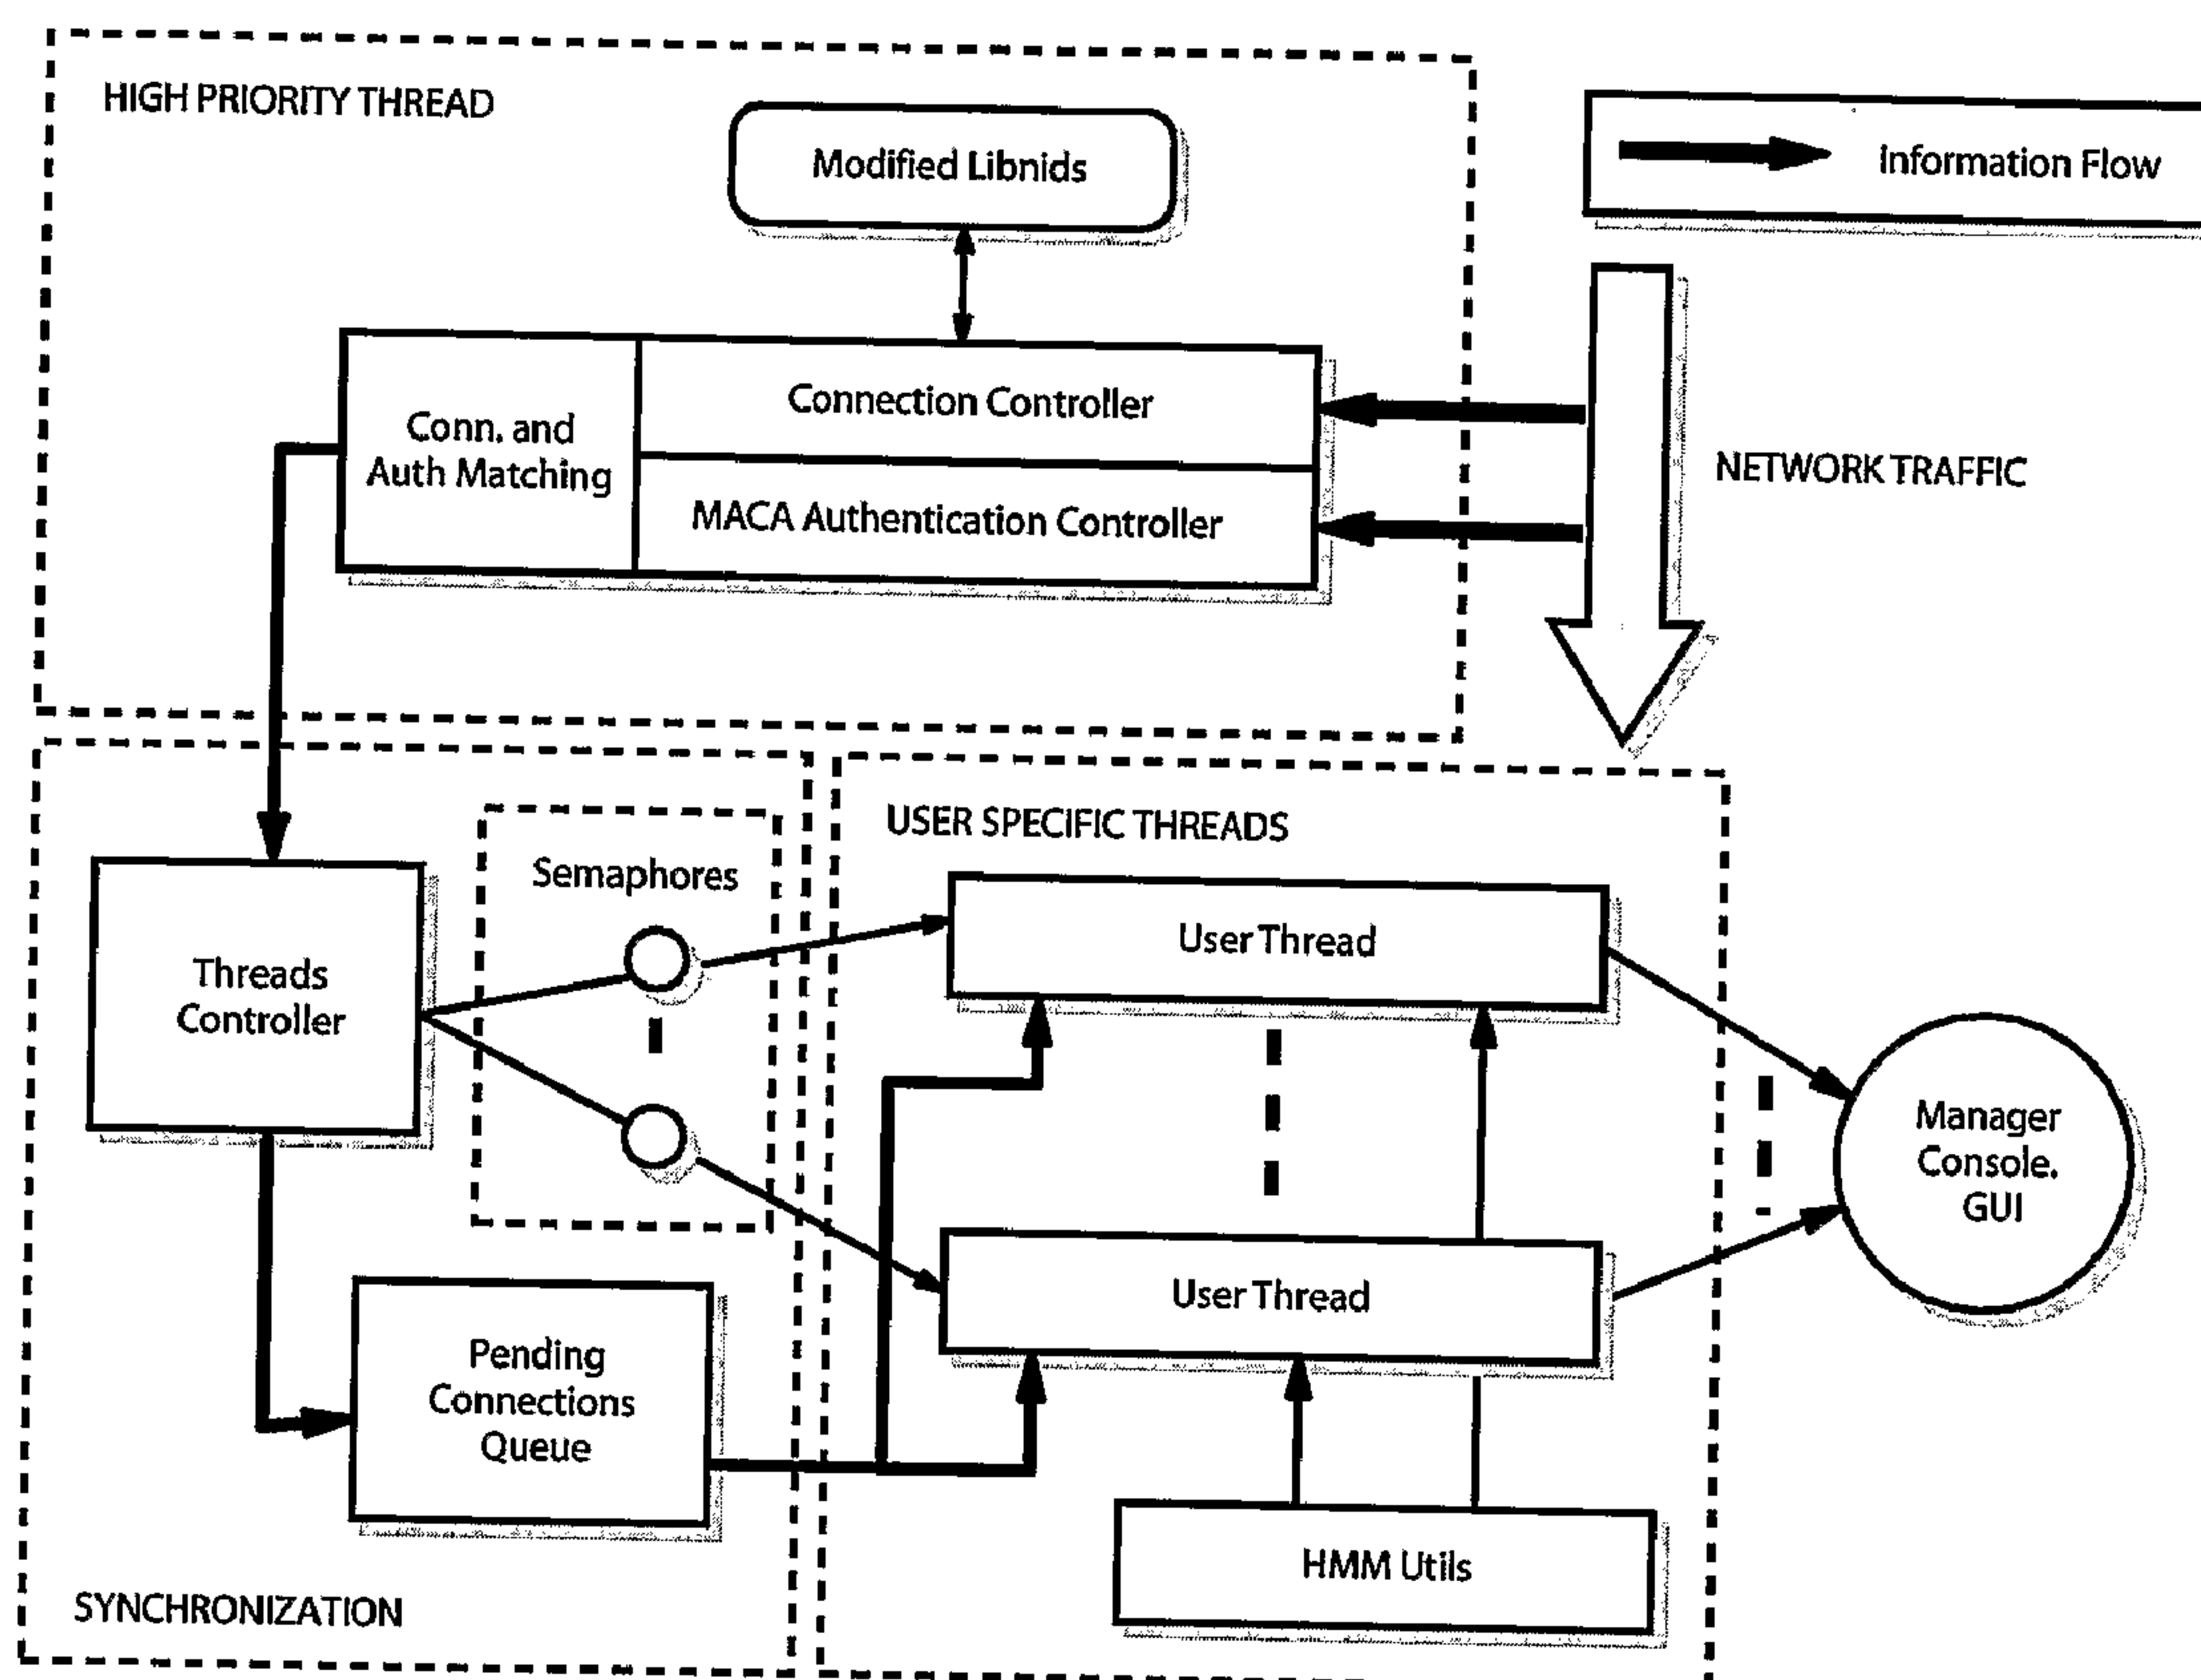 HIGH PRIORITY THREAD
Modified Libnids
Information Flow
Conn. and
Auth Matching
Connection Controller
MACA Authentication Controller
NETWORK TRAFFIC
USER SPECIFIC THREADS
Semaphores
Threads
Controller
User Thread
Manager
Console.
GUI
User Thread
Pending
Connections
Queue
HMM Utils
SYNCHRONIZATION